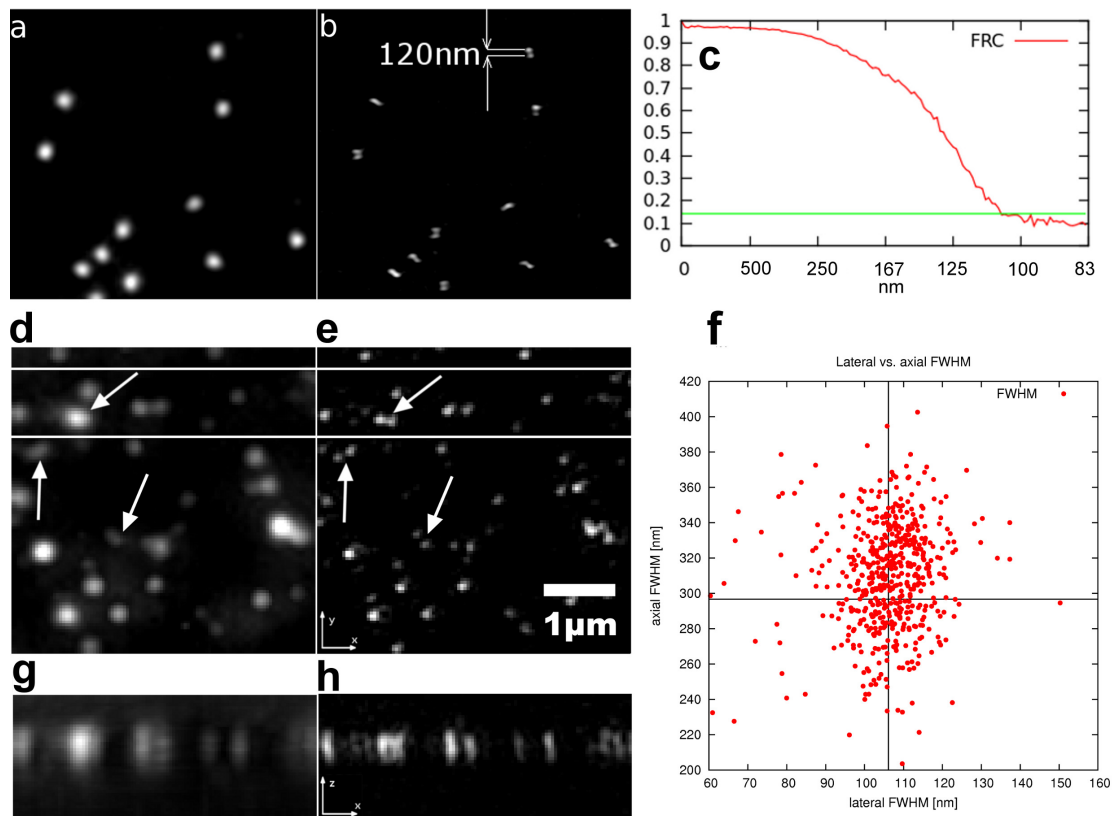 a
b
120nm
c
FRC
1
0.9
0.8
0.7
0.6
0.5
0.4
0.3
0.2
0.1
0
0 500 250 167 125 100 83
nm
d
e
1µm
y
x
f
Lateral vs. axial FWHM
FWHM
420
400
380
360
340
320
300
280
260
240
220
200
axial FWHM [nm]
60 70 80 90 100 110 120 130 140 150 160
lateral FWHM [nm]
g
h
z
x